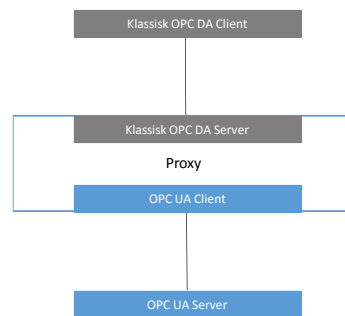 Klassisk OPC DA Client
Klassisk OPC DA Server
Proxy
OPC UA Client
OPC UA Server